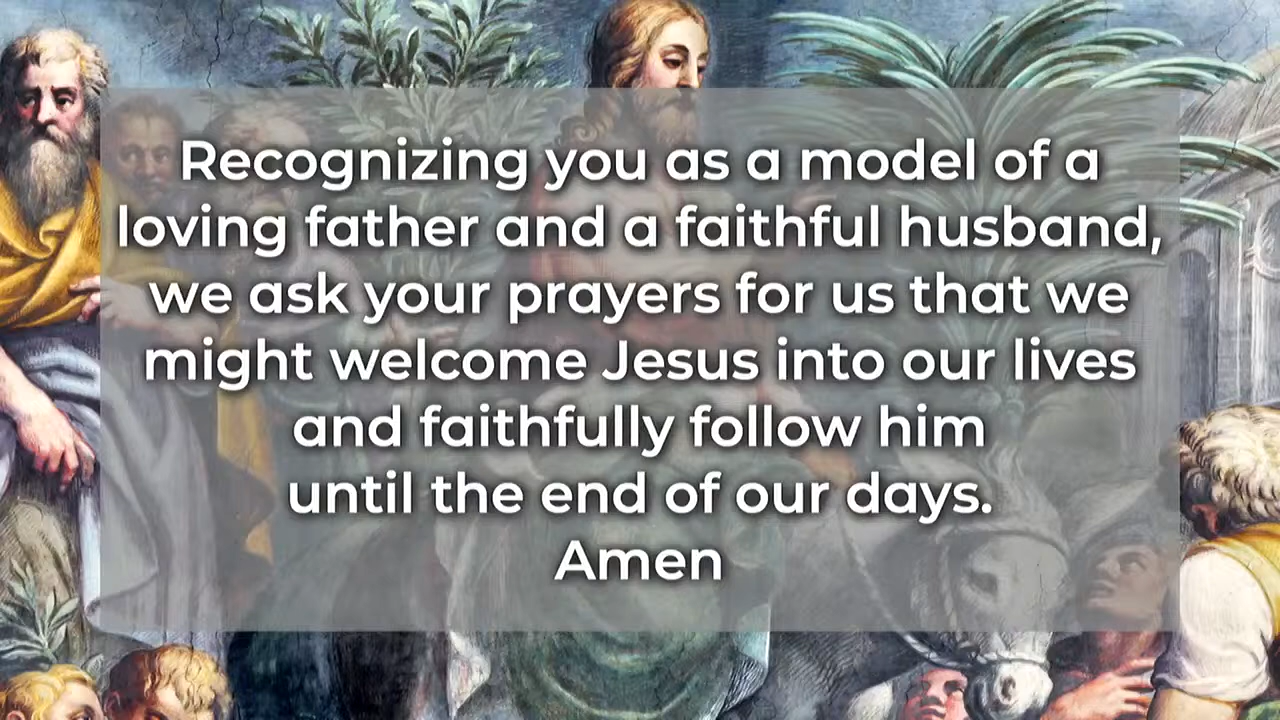 Recognizing you as a model of a
loving father and a faithful husband,
we ask your prayers for us that we
might welcome Jesus into our lives
and faithfully follow him
until the end of our days.
Amen